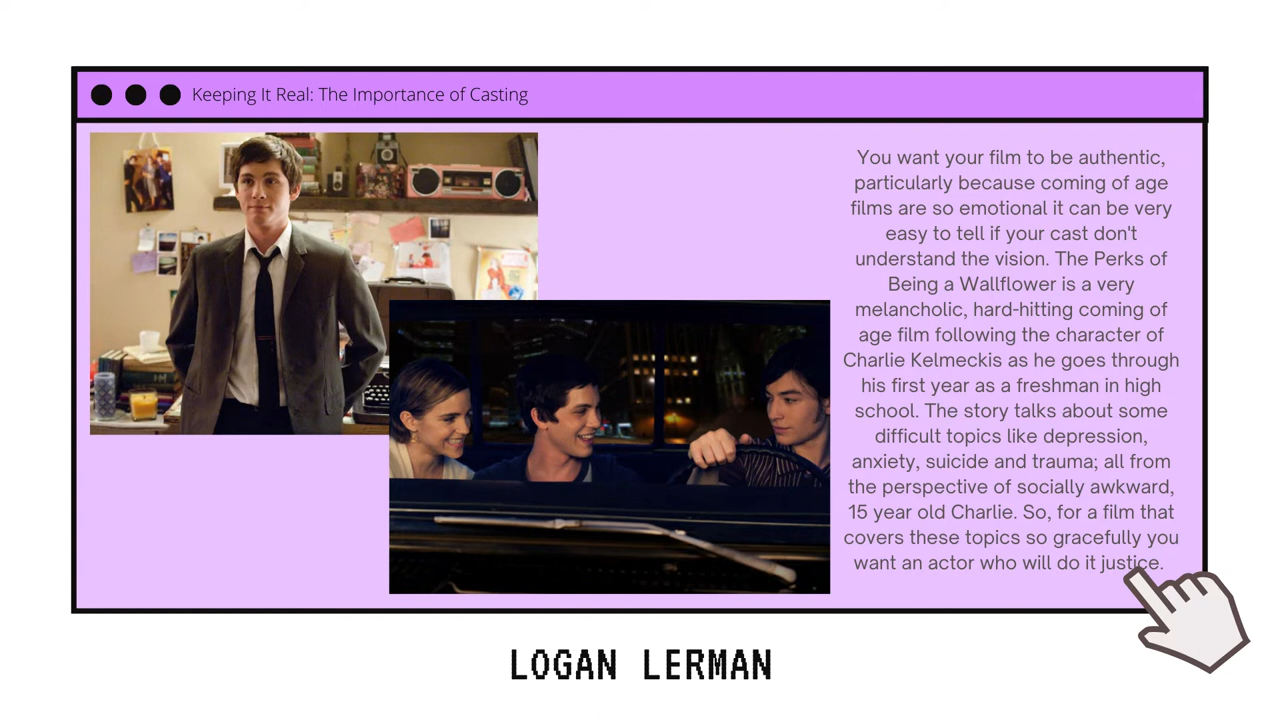 Keeping It Real: The Importance of Casting
You want your film to be authentic,
particularly because coming of age
films are so emotional it can be very
easy to tell if your cast don't
understand the vision. The Perks of
Being a Wallflower is a very
melancholic, hard-hitting coming of
age film following the character of
Charlie Kelmeckis as he goes through
his first year as a freshman in high
school. The story talks about some
difficult topics like depression,
anxiety, suicide and trauma; all from
the perspective of socially awkward,
15 year old Charlie. So, for a film that
covers these topics so gracefully you
want an actor who will do it justice.
LOGAN LERMAN